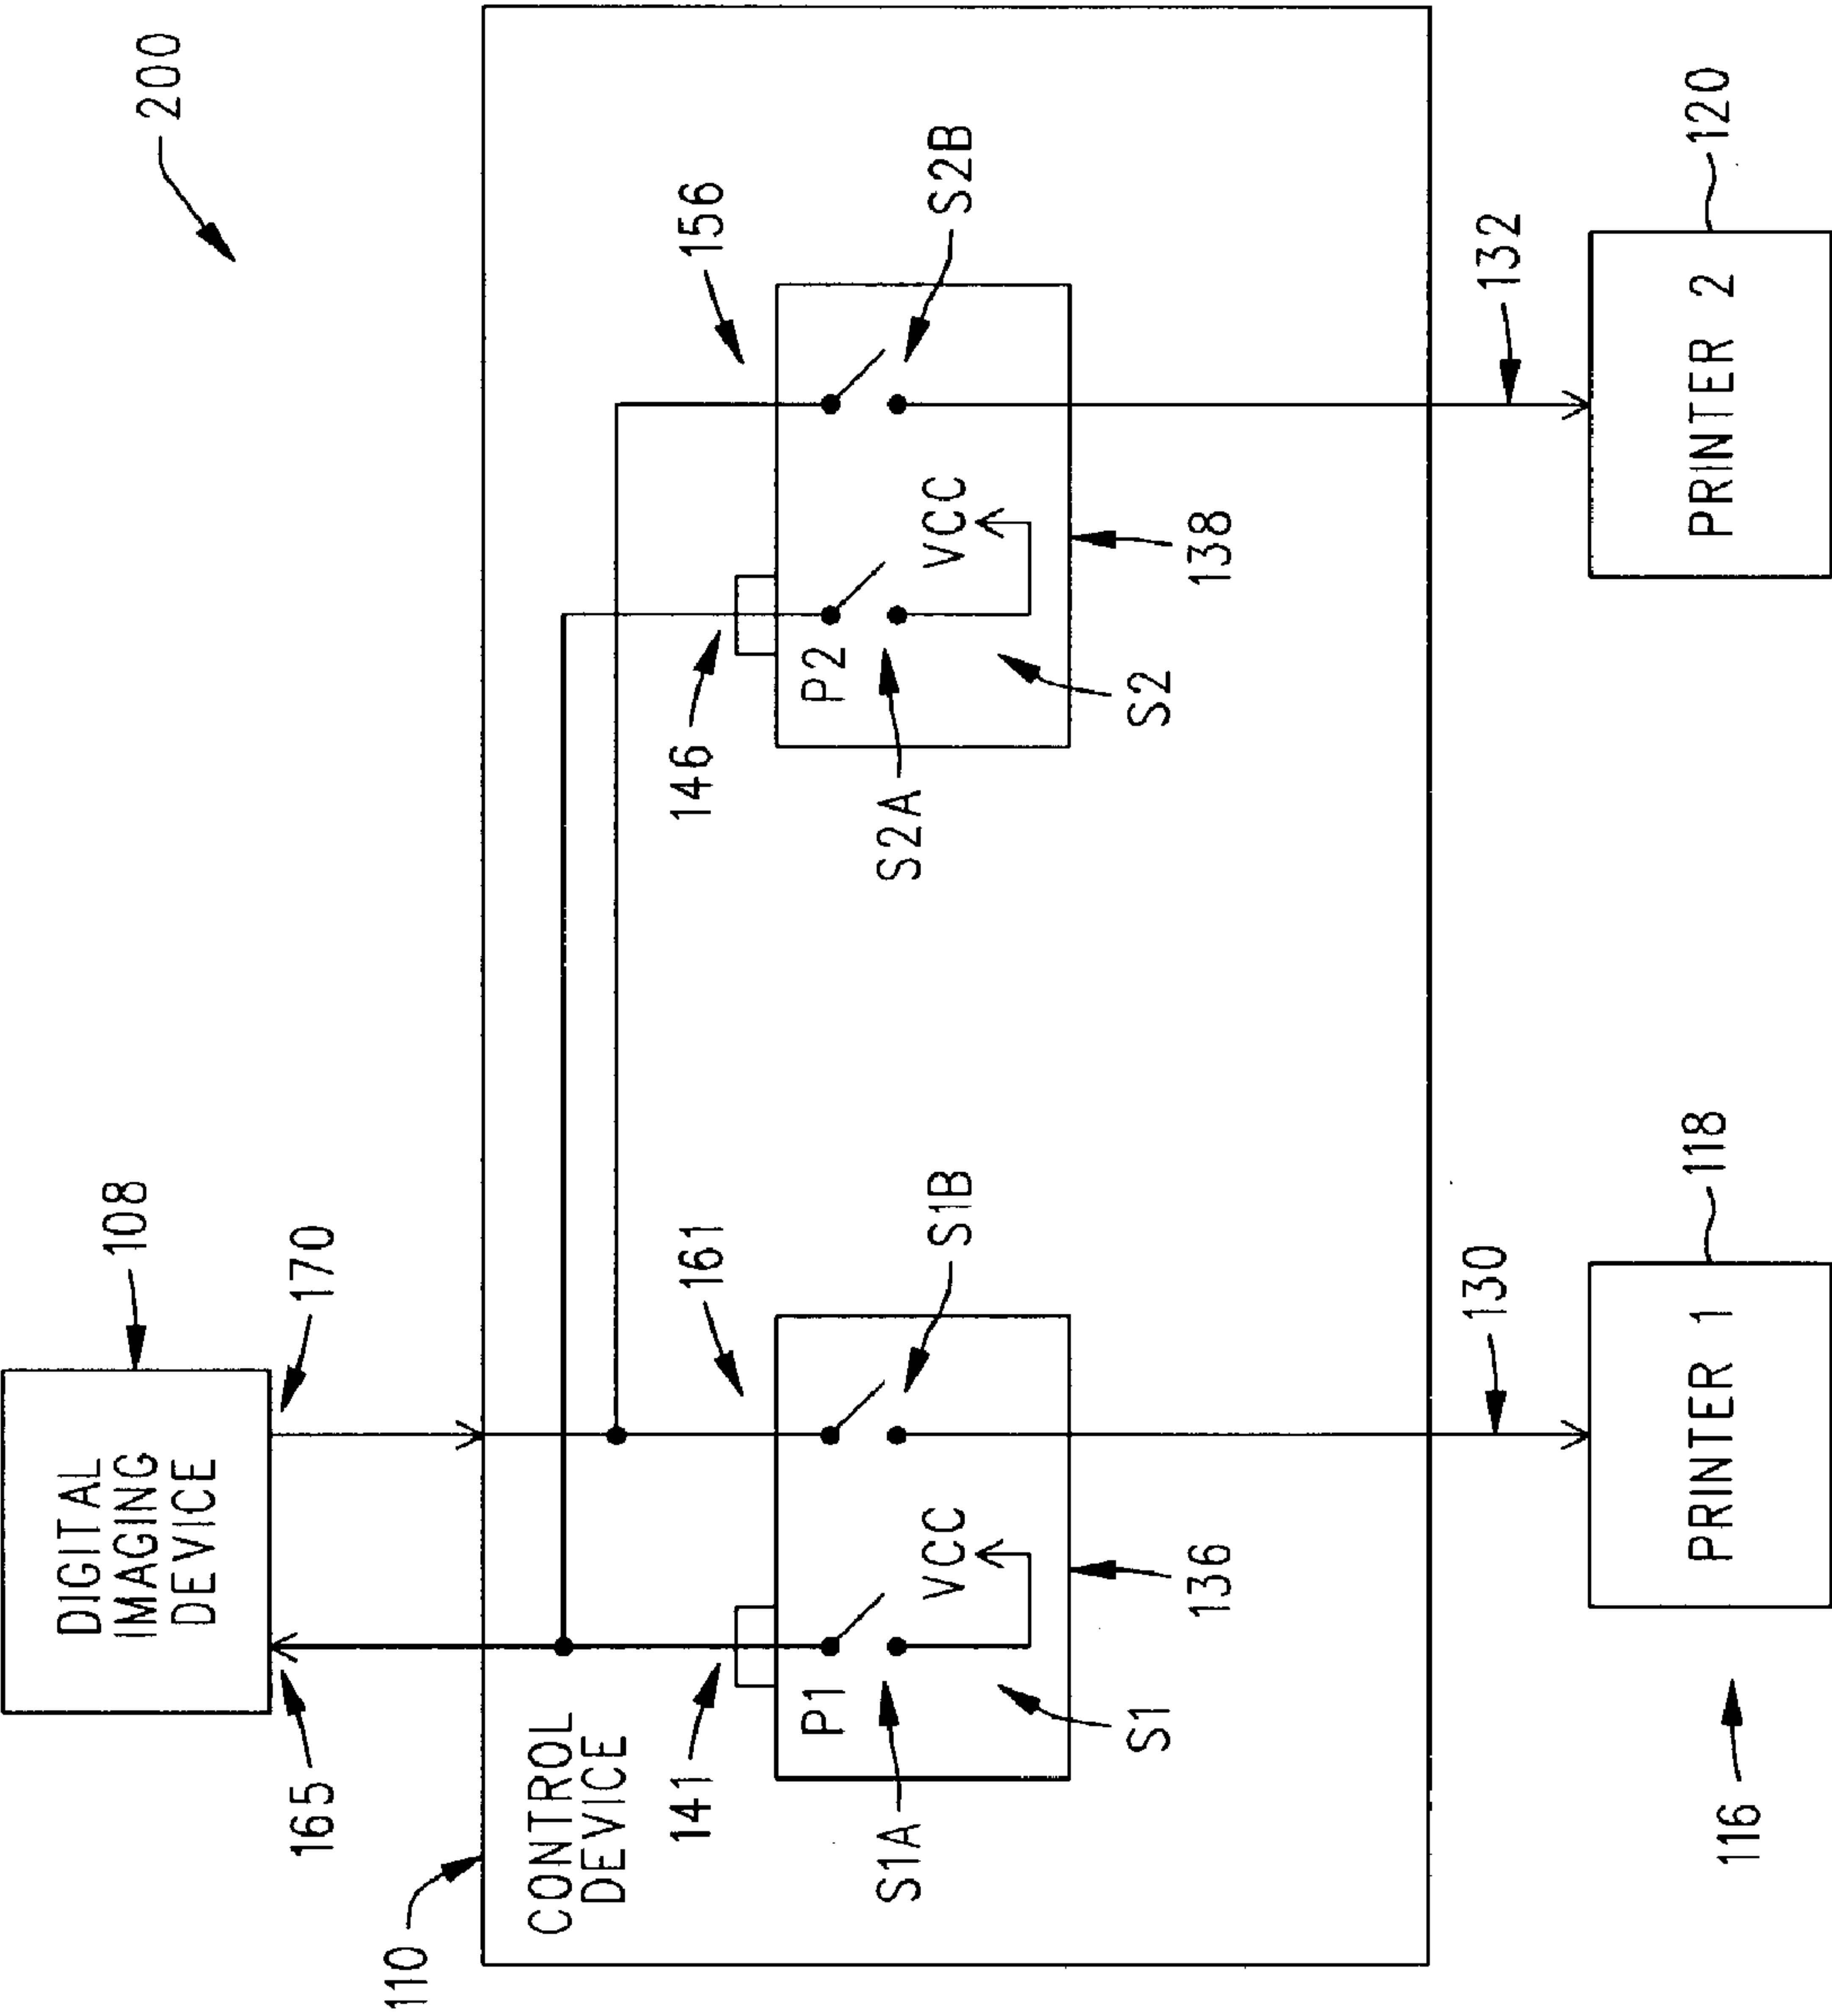 200
DIGITAL
IMAGING
DEVICE
108
165
170
110
CONTROL
DEVICE
141
161
146
156
P1
VCC
S1A
S1B
S1
136
P2
VCC
S2A
S2B
S2
138
130
132
116
PRINTER 1
118
PRINTER 2
120